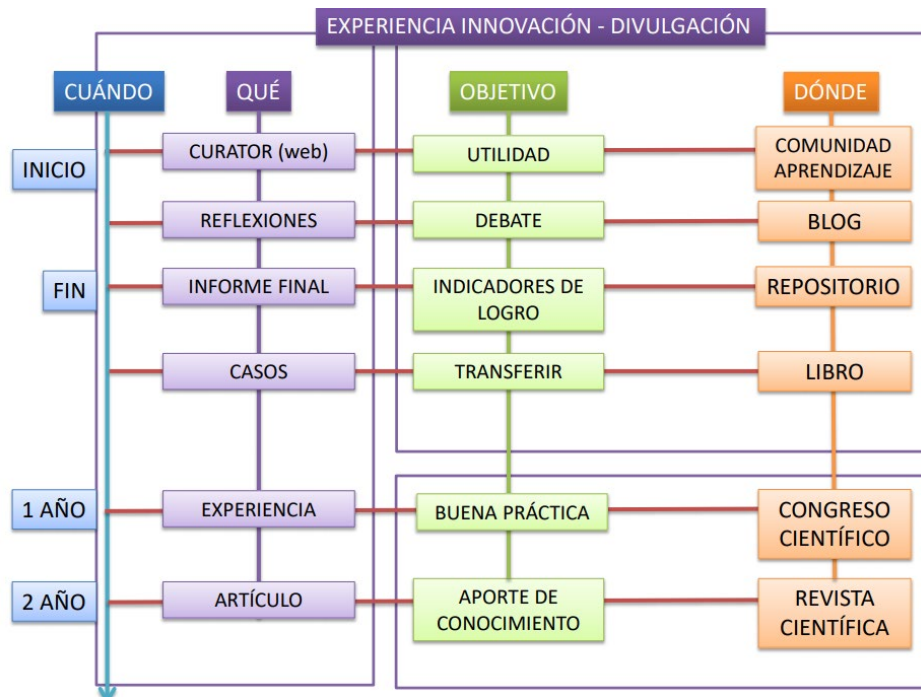 EXPERIENCIA INNOVACIÓN - DIVULGACIÓN
CUÁNDO
QUÉ
OBJETIVO
DÓNDE
INICIO
CURATOR (web)
UTILIDAD
COMUNIDAD
APRENDIZAJE
REFLEXIONES
DEBATE
BLOG
FIN
INFORME FINAL
INDICADORES DE
LOGRO
REPOSITORIO
CASOS
TRANSFERIR
LIBRO
1 AÑO
EXPERIENCIA
BUENA PRÁCTICA
CONGRESO
CIENTÍFICO
2 AÑO
ARTÍCULO
APORTE DE
CONOCIMIENTO
REVISTA
CIENTÍFICA